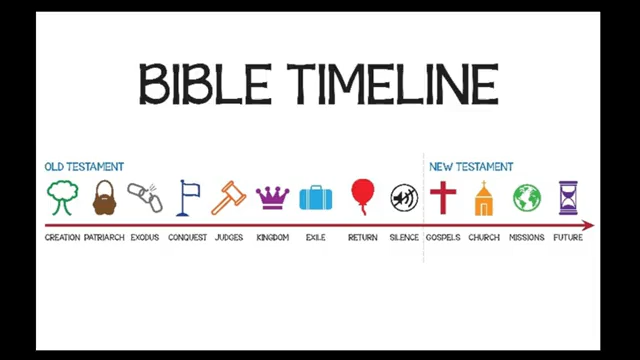 BIBLE TIMELINE
OLD TESTAMENT NEW TESTAMENT
CREATION PATRIARCH EXODUS CONQUEST JUDGES KINGDOM EXILE RETURN SILENCE GOSPELS CHURCH MISSIONS FUTURE